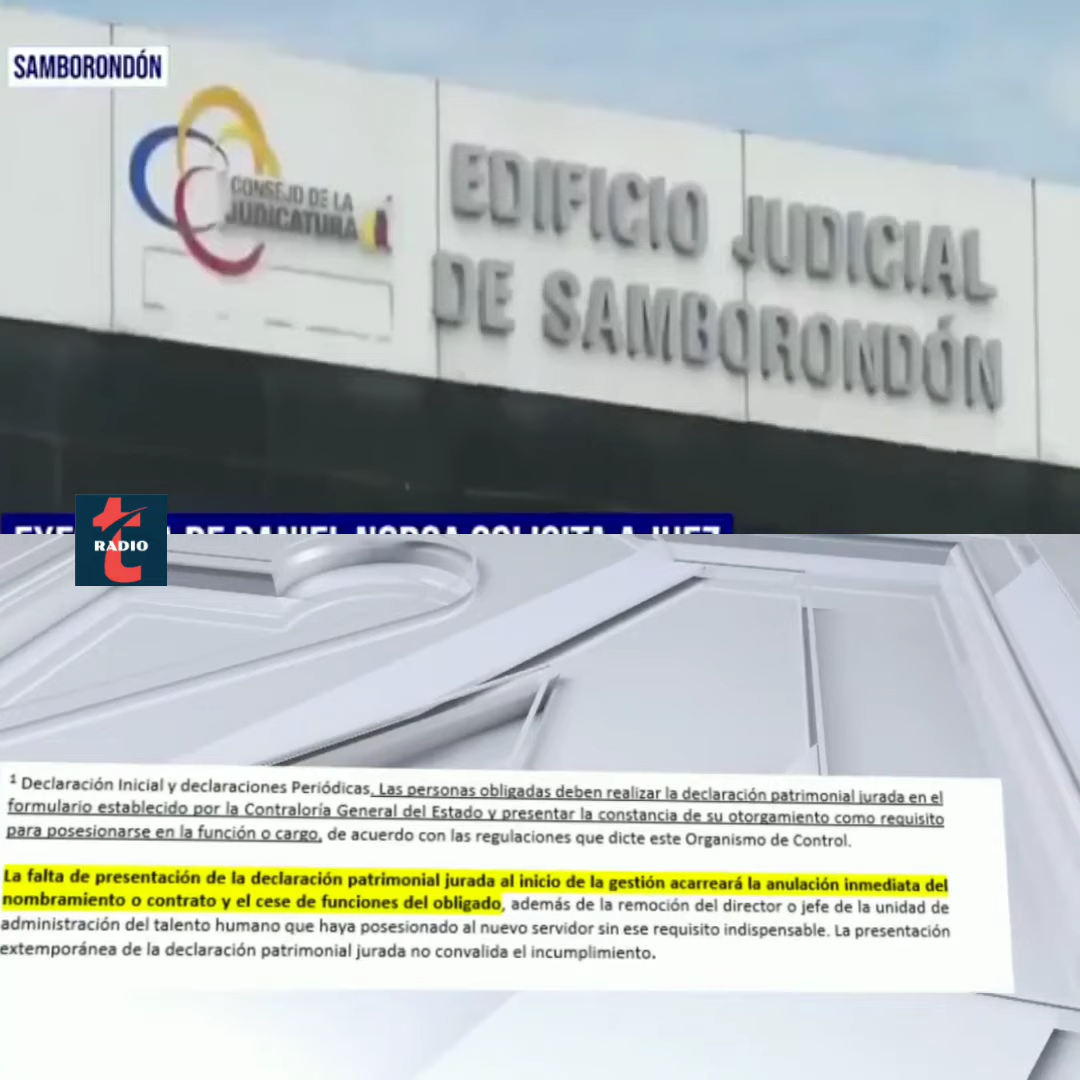 SAMBORONDÓN
CONSEJO DE LA
JUDICATURA
EDIFICIO JUDICIAL
DE SAMBORONDÓN
DE DANIEL NOBOA SOLICITA A JUEZ
RADIO
1 Declaración Inicial y declaraciones Periódicas. Las personas obligadas deben realizar la declaración patrimonial jurada en el
formulario establecido por la Contraloría General del Estado y presentar la constancia de su otorgamiento como requisito
para posesionarse en la función o cargo, de acuerdo con las regulaciones que dicte este Organismo de Control.
La falta de presentación de la declaración patrimonial jurada al inicio de la gestión acarreará la anulación inmediata del
nombramiento o contrato y el cese de funciones del obligado, además de la remoción del director o jefe de la unidad de
administración del talento humano que haya posesionado al nuevo servidor sin ese requisito indispensable. La presentación
extemporánea de la declaración patrimonial jurada no convalida el incumplimiento.